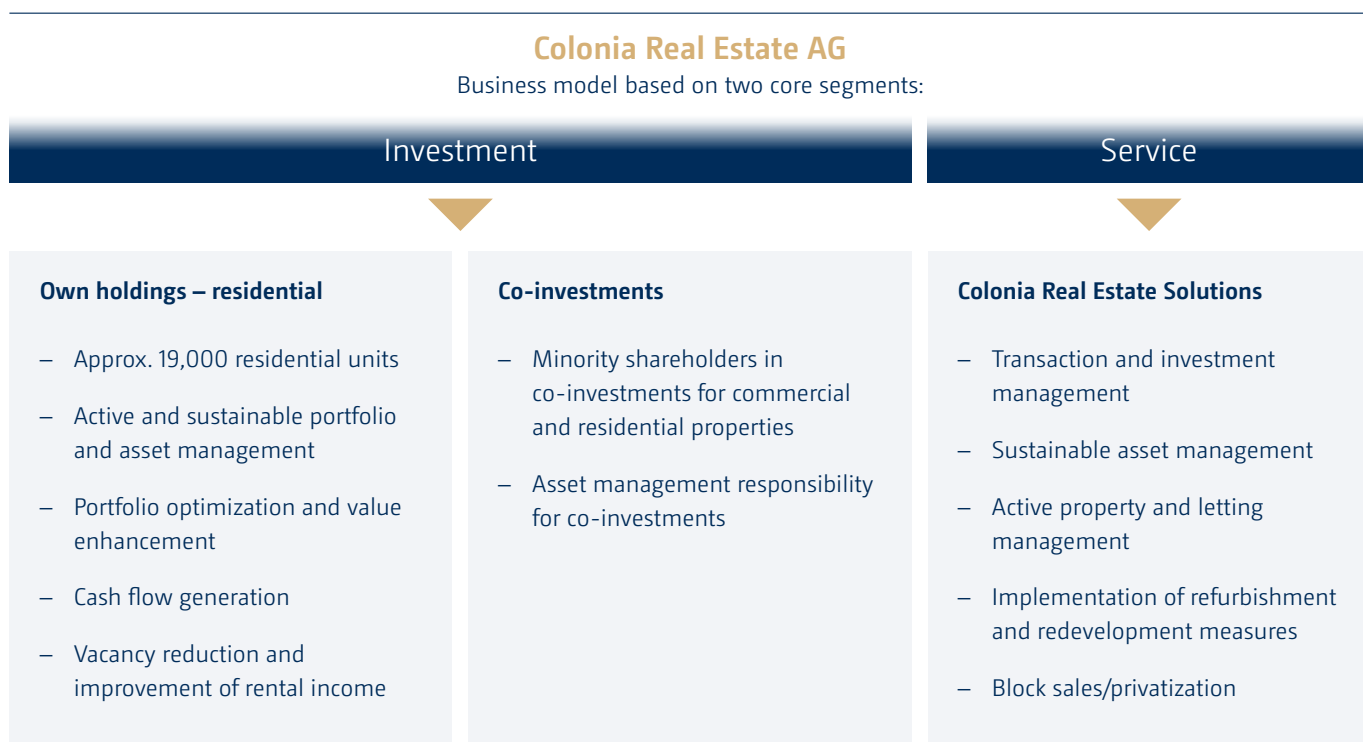 Colonia Real Estate AG
Business model based on two core segments:
Investment
Service
Own holdings – residential
– Approx. 19,000 residential units
– Active and sustainable portfolio
and asset management
– Portfolio optimization and value
enhancement
– Cash flow generation
– Vacancy reduction and
improvement of rental income
Co-investments
– Minority shareholders in
co-investments for commercial
and residential properties
– Asset management responsibility
for co-investments
Colonia Real Estate Solutions
– Transaction and investment
management
– Sustainable asset management
– Active property and letting
management
– Implementation of refurbishment
and redevelopment measures
– Block sales/privatization